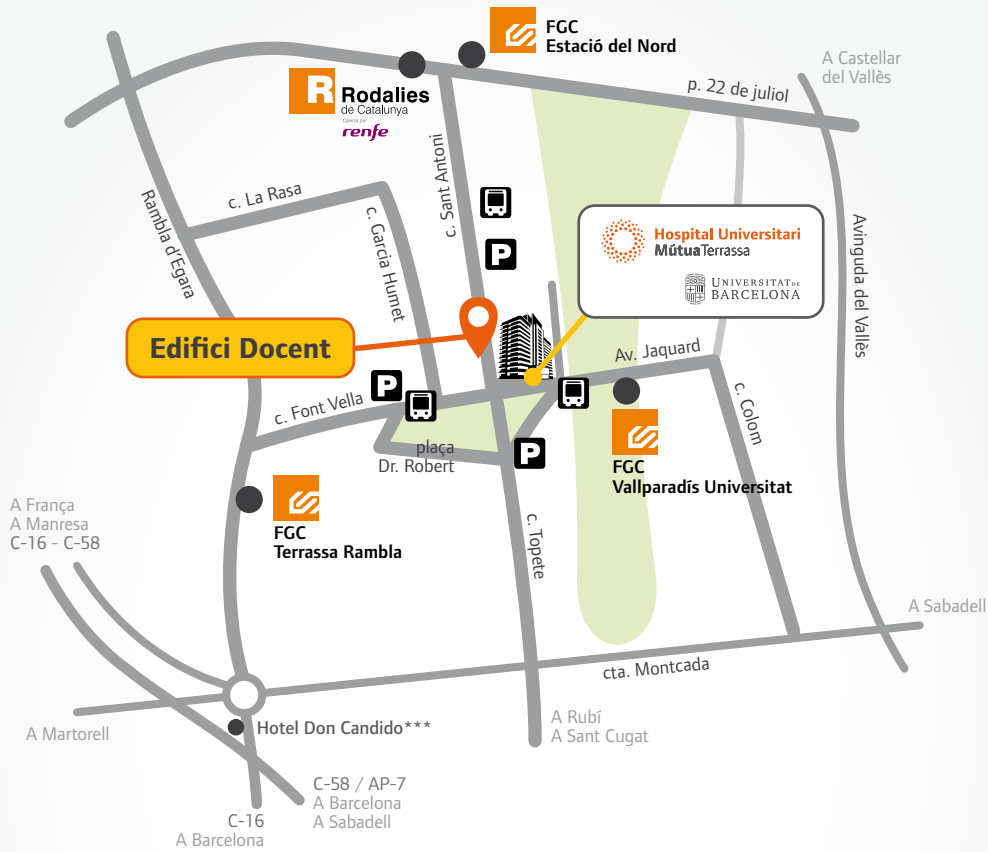 FGC
Estació del Nord
A Castellar
del Vallès
R
Rodalies
de Catalunya
Operat per
renfe
p. 22 de juliol
c. Sant Antoni
Rambla d'Egara
c. La Rasa
c. Garcia Humet
P
Hospital Universitari
MútuaTerrassa
UNIVERSITAT DE
BARCELONA
Avinguda del Vallès
Edifici Docent
Av. Jaquard
P
c. Font Vella
c. Colom
plaça
Dr. Robert
P
FGC
Vallparadís Universitat
A França
A Manresa
C-16 - C-58
FGC
Terrassa Rambla
c. Topete
A Sabadell
cta. Montcada
A Martorell
Hotel Don Candido***
A Rubí
A Sant Cugat
C-58 / AP-7
A Barcelona
A Sabadell
C-16
A Barcelona